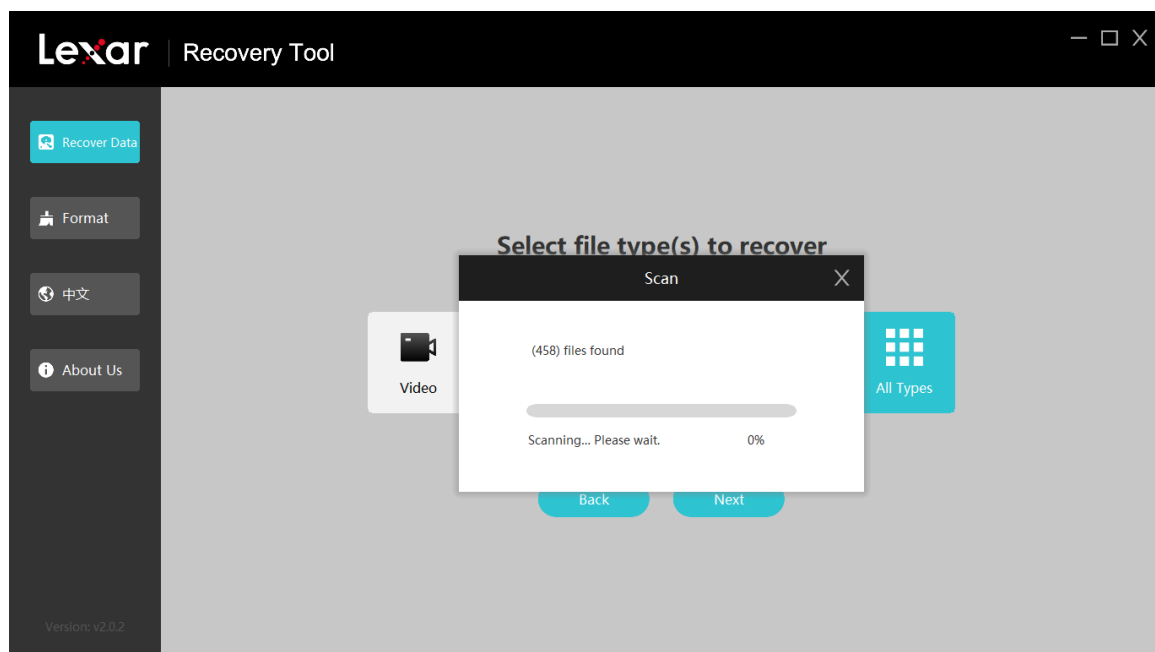 Lexar Recovery Tool
Recover Data
Format
中文
About Us
Version: v2.0.2
Select file type(s) to recover
Video
All Types
Scan
(458) files found
Scanning... Please wait. 0%
Back Next